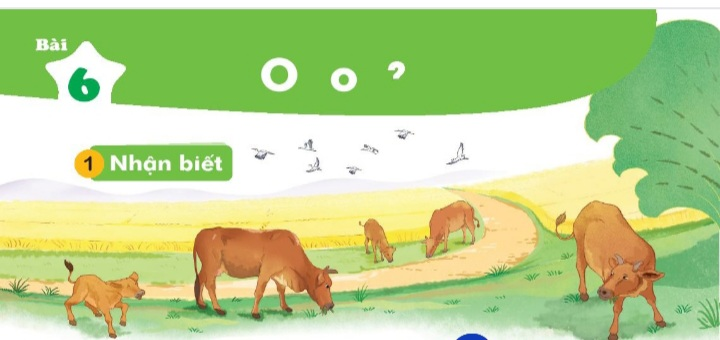 Bài
6
O o ?
1 Nhận biết